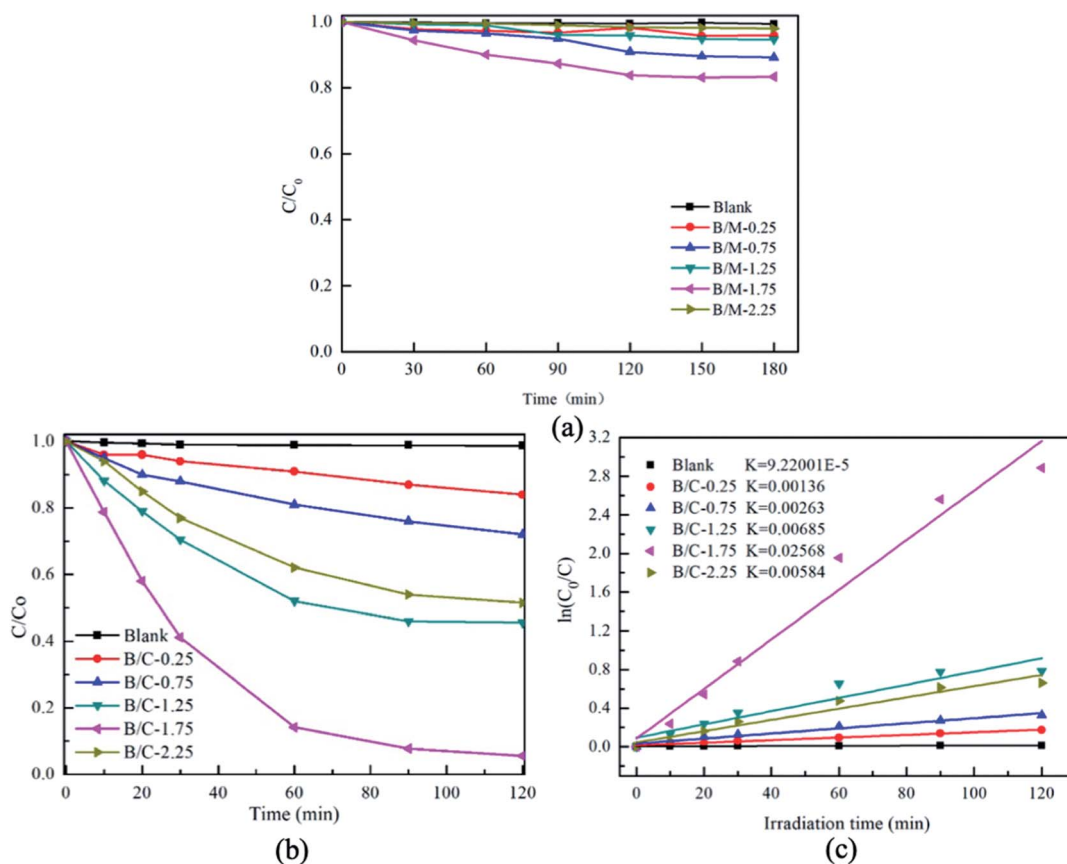 1.0
0.8
0.6
0.4
0.2
0.0
C/C0
Blank
B/M-0.25
B/M-0.75
B/M-1.25
B/M-1.75
B/M-2.25
0 30 60 90 120 150 180
Time (min)
(a)
1.0
0.8
0.6
0.4
0.2
0.0
C/Co
Blank
B/C-0.25
B/C-0.75
B/C-1.25
B/C-1.75
B/C-2.25
0 20 40 60 80 100 120
Time (min)
(b)
3.2
2.8
2.4
2.0
1.6
1.2
0.8
0.4
0.0
ln(C0/C)
Blank K=9.22001E-5
B/C-0.25 K=0.00136
B/C-0.75 K=0.00263
B/C-1.25 K=0.00685
B/C-1.75 K=0.02568
B/C-2.25 K=0.00584
0 20 40 60 80 100 120
Irradiation time (min)
(c)